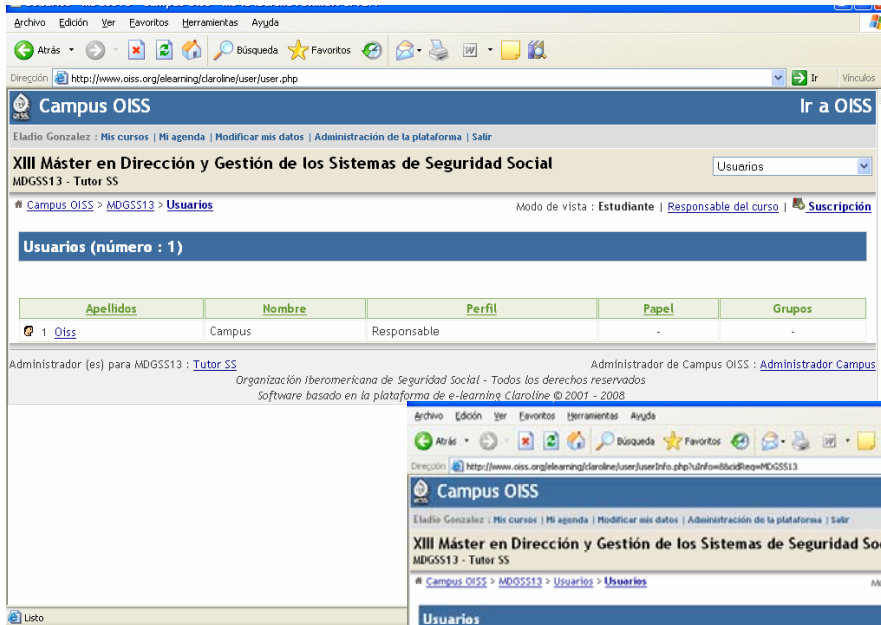 Archivo Edición Ver Favoritos Herramientas Ayuda
Atrás Búsqueda Favoritos
Dirección http://www.oiss.org/elearning/claroline/user/user.php Ir Vínculos
Campus OISS Ir a OISS
Eladio Gonzalez : Mis cursos | Mi agenda | Modificar mis datos | Administración de la plataforma | Salir
XIII Máster en Dirección y Gestión de los Sistemas de Seguridad Social
Usuarios
MDGSS13 - Tutor SS
Campus OISS > MDGSS13 > Usuarios Modo de vista : Estudiante | Responsable del curso | Suscripción
Usuarios (número : 1)
Apellidos Nombre Perfil Papel Grupos
1 Oiss Campus Responsable - -
Administrador (es) para MDGSS13 : Tutor SS Administrador de Campus OISS : Administrador Campus
Organización Iberomericana de Seguridad Social - Todos los derechos reservados
Software basado en la plataforma de e-learning Claroline © 2001 - 2008
Archivo Edición Ver Favoritos Herramientas Ayuda
Atrás Búsqueda Favoritos
Dirección http://www.oiss.org/elearning/claroline/user/userInfo.php?uInfo=8&cidReq=MDGSS13
Campus OISS
Eladio Gonzalez : Mis cursos | Mi agenda | Modificar mis datos | Administración de la plataforma | Salir
XIII Máster en Dirección y Gestión de los Sistemas de Seguridad So
MDGSS13 - Tutor SS
Campus OISS > MDGSS13 > Usuarios > Usuarios
Usuarios
Listo